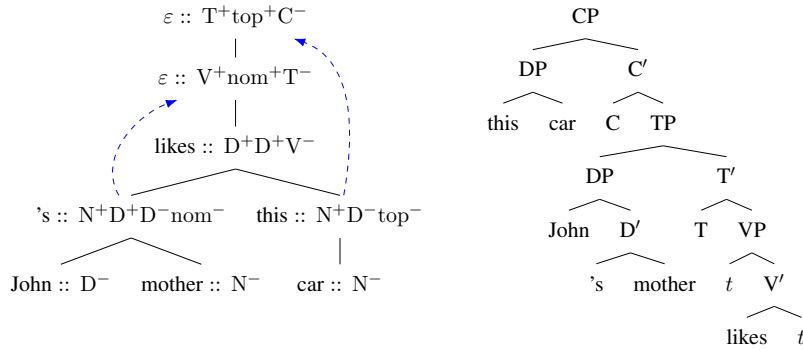 ε :: T⁺top⁺C⁻ CP
ε :: V⁺nom⁺T⁻ DP C′
this car C TP
likes :: D⁺D⁺V⁻
DP T′
's :: N⁺D⁺D⁻nom⁻ this :: N⁺D⁻top⁻ John D′ T VP
John :: D⁻ mother :: N⁻ car :: N⁻ 's mother t V′
likes t